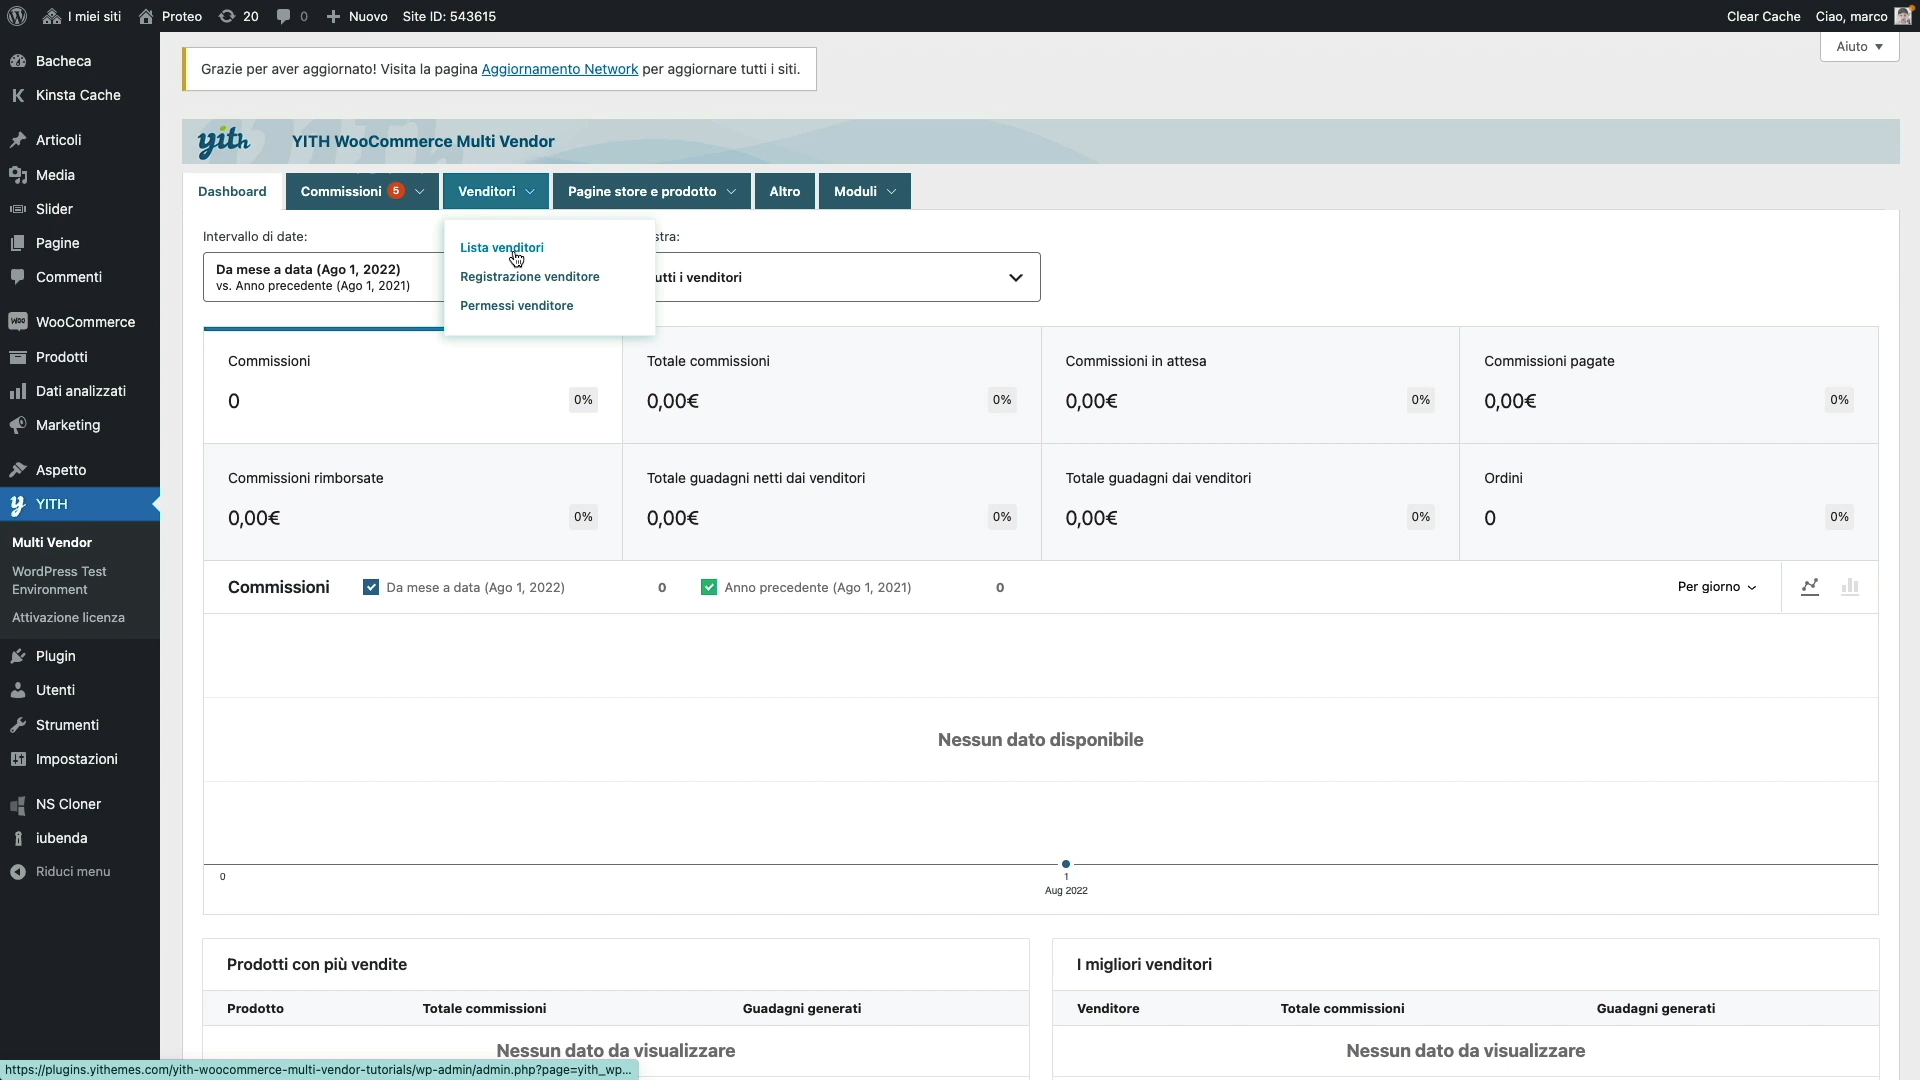 I miei siti
Proteo
20
0
Nuovo
Site ID: 543615
Clear Cache
Ciao, marco
Aiuto
Bacheca
Kinsta Cache
Articoli
Media
Slider
Pagine
Commenti
WooCommerce
Prodotti
Dati analizzati
Marketing
Aspetto
YITH
Multi Vendor
WordPress Test
Environment
Attivazione licenza
Plugin
Utenti
Strumenti
Impostazioni
NS Cloner
iubenda
Riduci menu
Grazie per aver aggiornato! Visita la pagina Aggiornamento Network per aggiornare tutti i siti.
yith
YITH WooCommerce Multi Vendor
Dashboard
Commissioni 5
Venditori
Pagine store e prodotto
Altro
Moduli
Lista venditori
Registrazione venditore
Permessi venditore
Intervallo di date:
Da mese a data (Ago 1, 2022)
vs. Anno precedente (Ago 1, 2021)
stra:
utti i venditori
Commissioni
0
0%
Totale commissioni
0,00€
0%
Commissioni in attesa
0,00€
0%
Commissioni pagate
0,00€
0%
Commissioni rimborsate
0,00€
0%
Totale guadagni netti dai venditori
0,00€
0%
Totale guadagni dai venditori
0,00€
0%
Ordini
0
0%
Commissioni
Da mese a data (Ago 1, 2022)
0
Anno precedente (Ago 1, 2021)
0
Per giorno
Nessun dato disponibile
0
1
Aug 2022
Prodotti con più vendite
Prodotto
Totale commissioni
Guadagni generati
Nessun dato da visualizzare
I migliori venditori
Venditore
Totale commissioni
Guadagni generati
Nessun dato da visualizzare
https://plugins.yithemes.com/yith-woocommerce-multi-vendor-tutorials/wp-admin/admin.php?page=yith_wp...